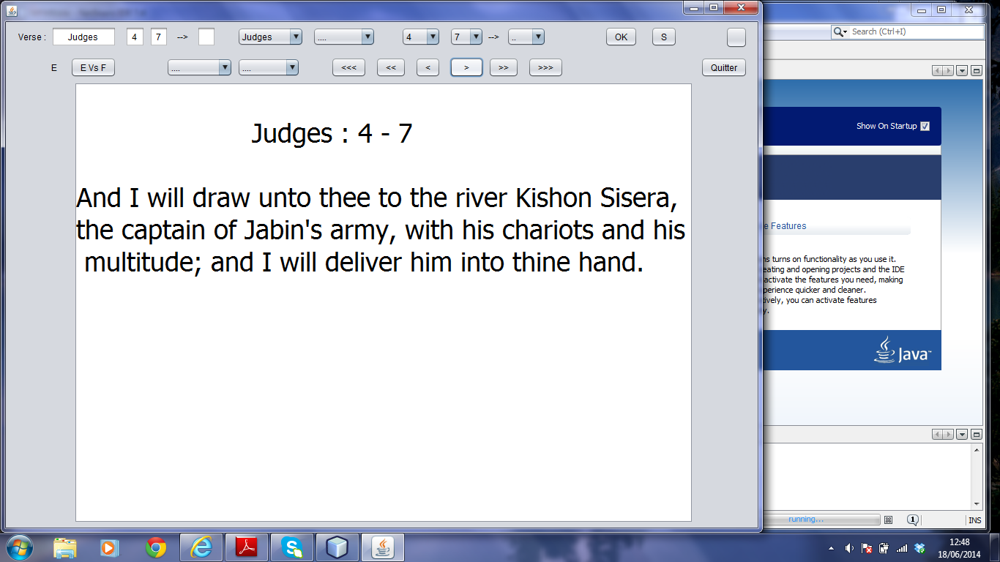 Verse : Judges 4 7 --> Judges .... 4 7 --> .. OK S
Search (Ctrl+I)
E E Vs F .... .... <<< << < > >> >>> Quitter
Judges : 4 - 7
Show On Startup
And I will draw unto thee to the river Kishon Sisera,
the captain of Jabin's army, with his chariots and his
multitude; and I will deliver him into thine hand.
e Features
ns turns on functionality as you use it.
eating and opening projects and the IDE
activate the features you need, making
xperience quicker and cleaner.
tively, you can activate features
y.
Java
running...
1
INS
12:48
18/06/2014